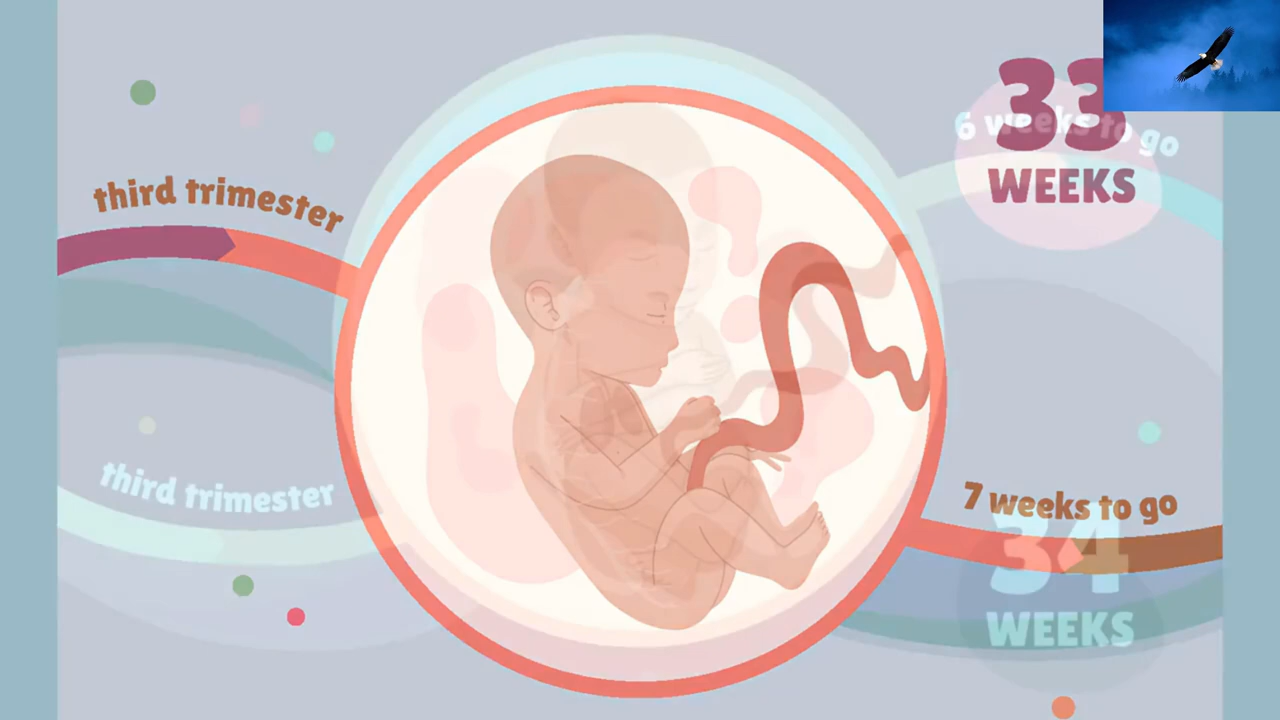 33
WEEKS
6 weeks to go
third trimester
third trimester
7 weeks to go
34
WEEKS